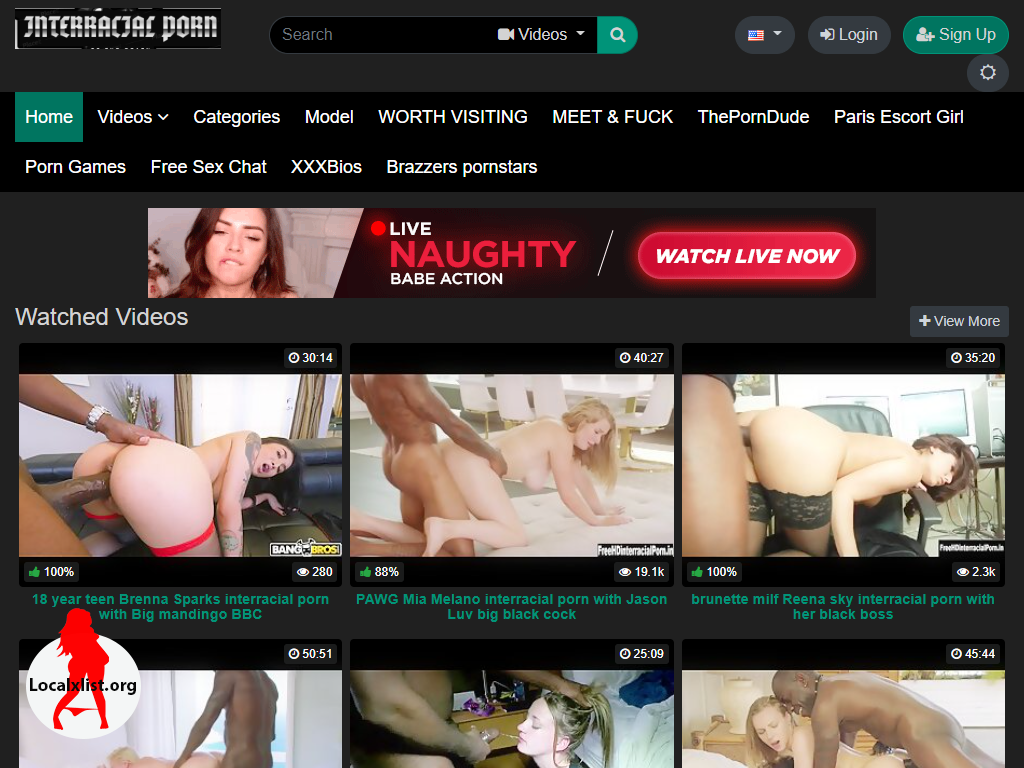 INTERRACIAL PORN
Search
Videos
Login
Sign Up
Home
Videos
Categories
Model
WORTH VISITING
MEET & FUCK
ThePornDude
Paris Escort Girl
Porn Games
Free Sex Chat
XXXBios
Brazzers pornstars
LIVE
NAUGHTY
BABE ACTION
WATCH LIVE NOW
Watched Videos
View More
30:14
40:27
35:20
BANGBROS!
FreeHDinterracialPorn.in
FreeHDinterracialPorn.in
100%
280
88%
19.1k
100%
2.3k
18 year teen Brenna Sparks interracial porn
with Big mandingo BBC
PAWG Mia Melano interracial porn with Jason
Luv big black cock
brunette milf Reena sky interracial porn with
her black boss
50:51
25:09
45:44
Localxlist.org